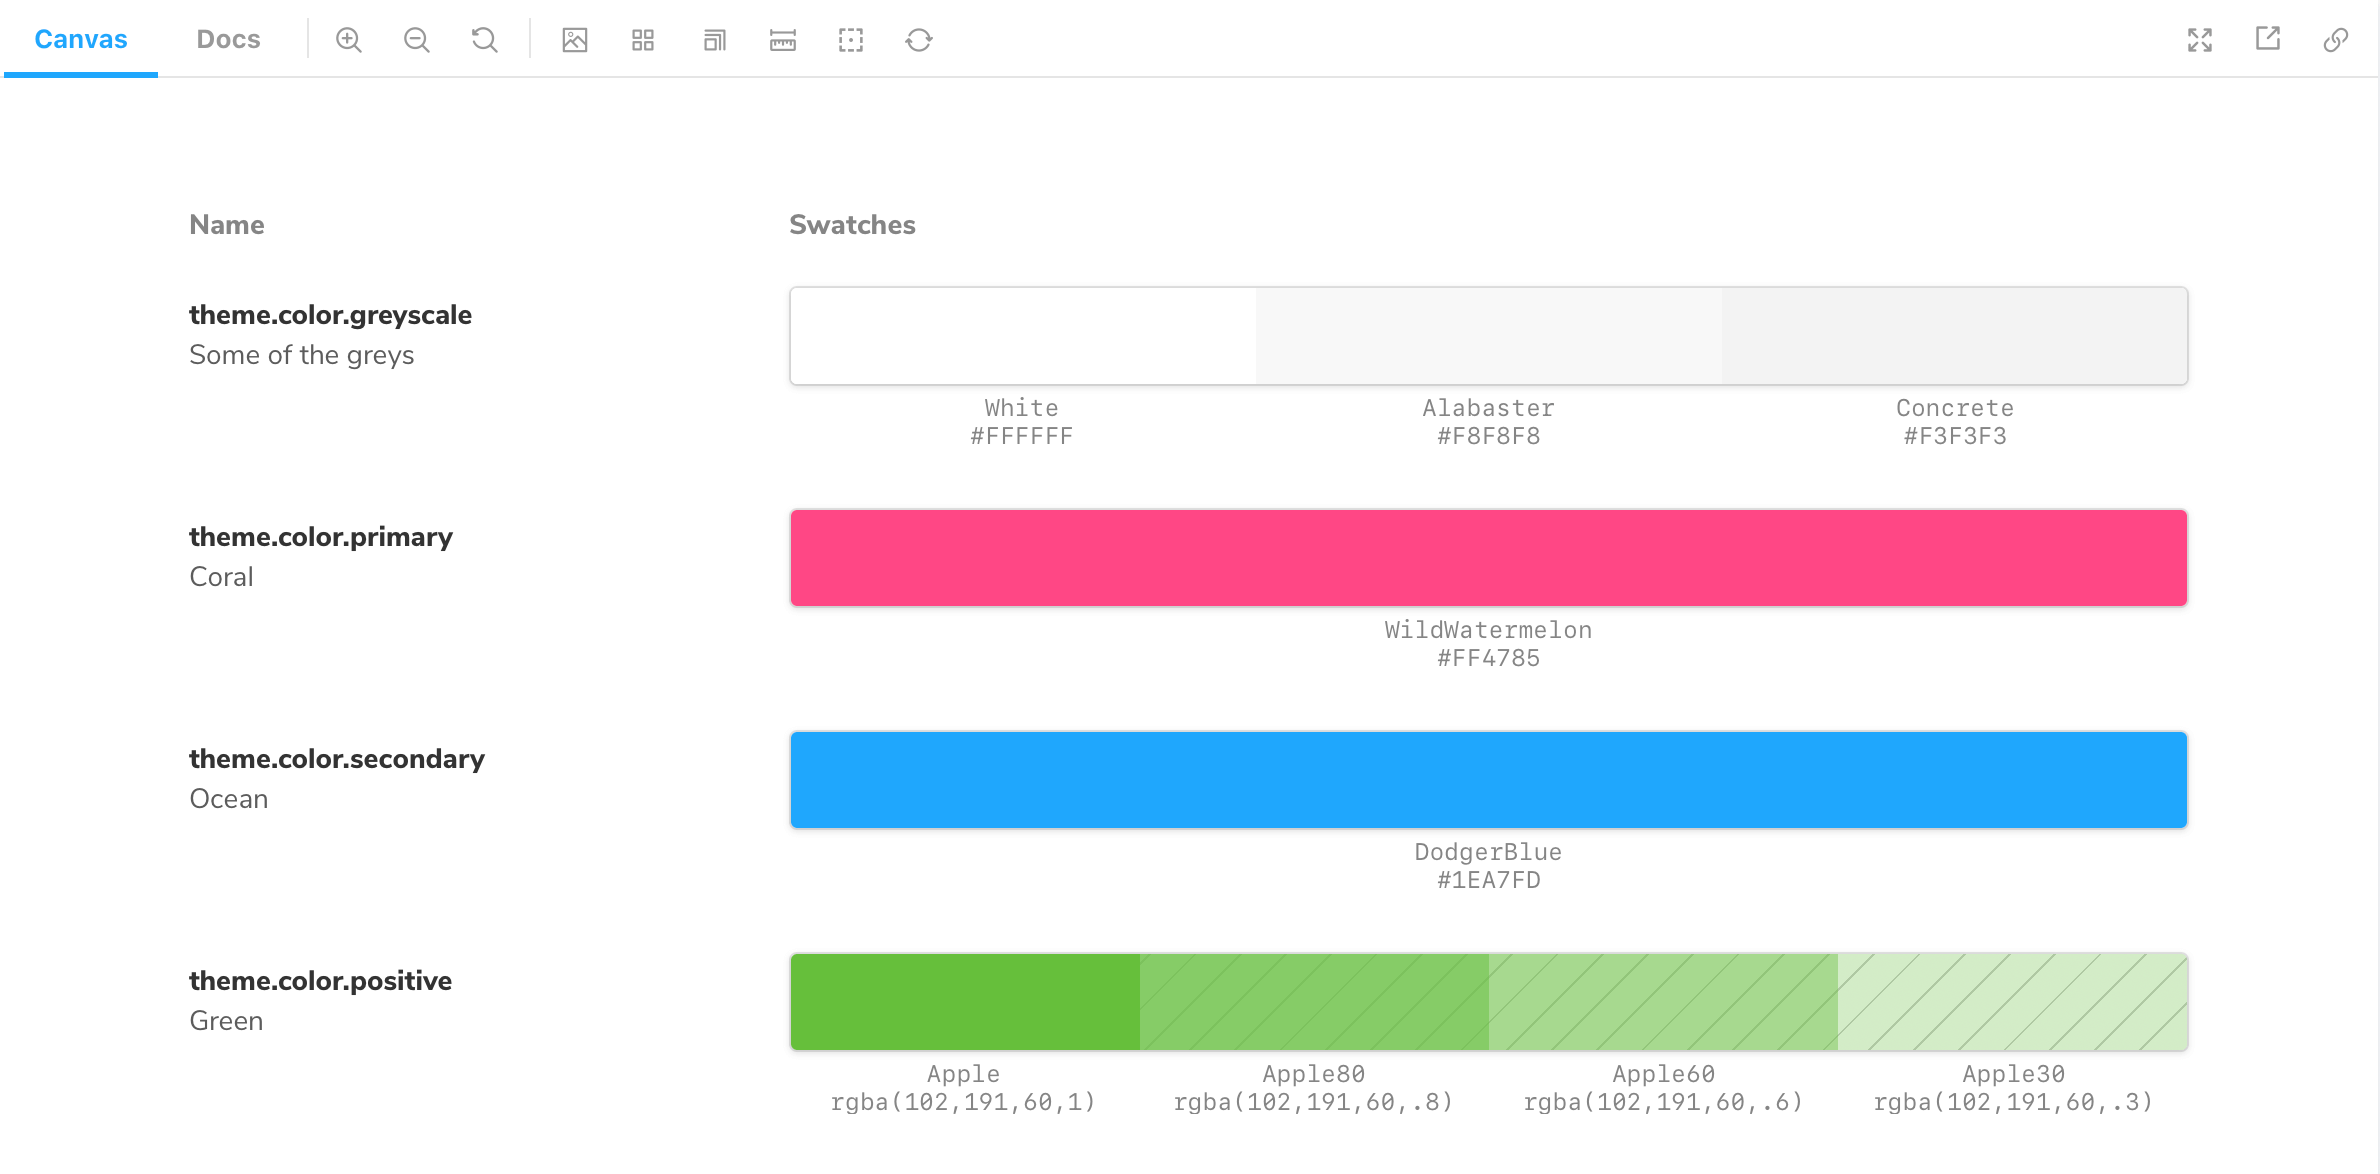 Canvas Docs
Name Swatches
theme.color.greyscale
Some of the greys
White Alabaster Concrete
#FFFFFF #F8F8F8 #F3F3F3
theme.color.primary
Coral
WildWatermelon
#FF4785
theme.color.secondary
Ocean
DodgerBlue
#1EA7FD
theme.color.positive
Green
Apple Apple80 Apple60 Apple30
rgba(102,191,60,1) rgba(102,191,60,.8) rgba(102,191,60,.6) rgba(102,191,60,.3)